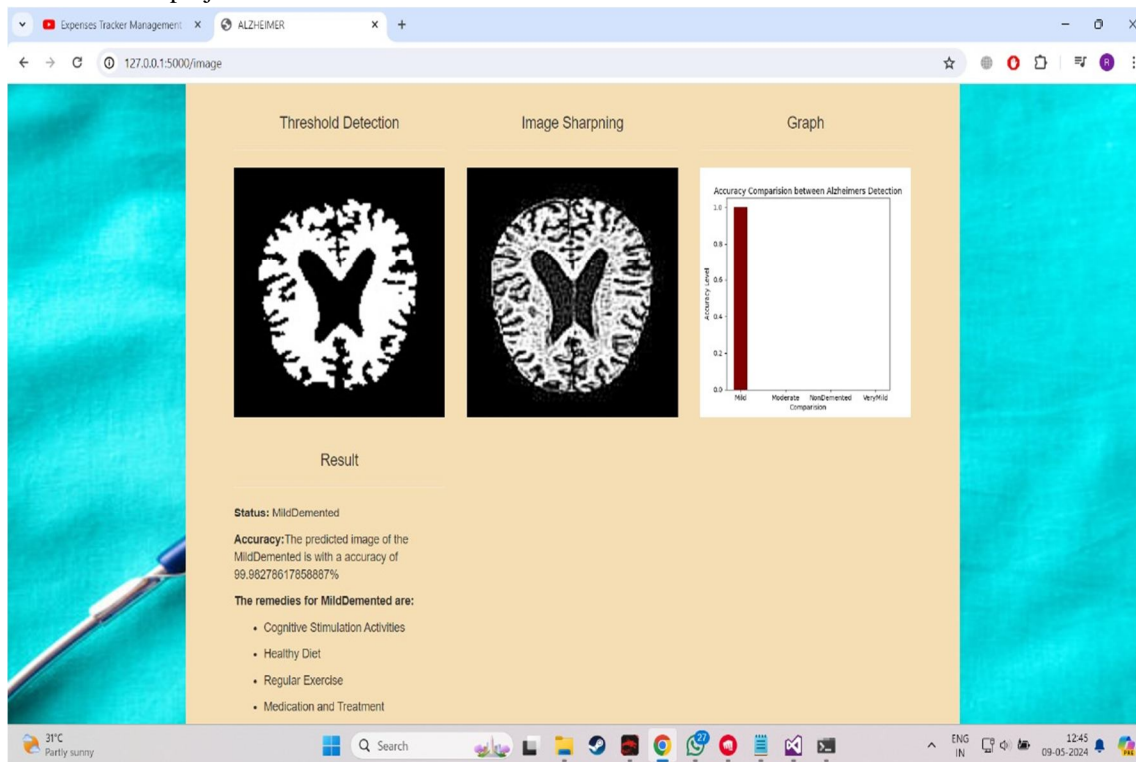 Expenses Tracker Management
ALZHEIMER
127.0.0.1:5000/image
R
Threshold Detection
Image Sharpning
Graph
Accuracy Comparision between Alzheimers Detection
1.0
0.8
0.6
0.4
0.2
0.0
Accuracy Level
Mild Moderate NonDemented VeryMild
Comparision
Result
Status: MildDemented
Accuracy:The predicted image of the
MildDemented is with a accuracy of
99.98278617858887%
The remedies for MildDemented are:
• Cognitive Stimulation Activities
• Healthy Diet
• Regular Exercise
• Medication and Treatment
31°C
Partly sunny
Search
27
ENG
IN
12:45
09-05-2024
PRE